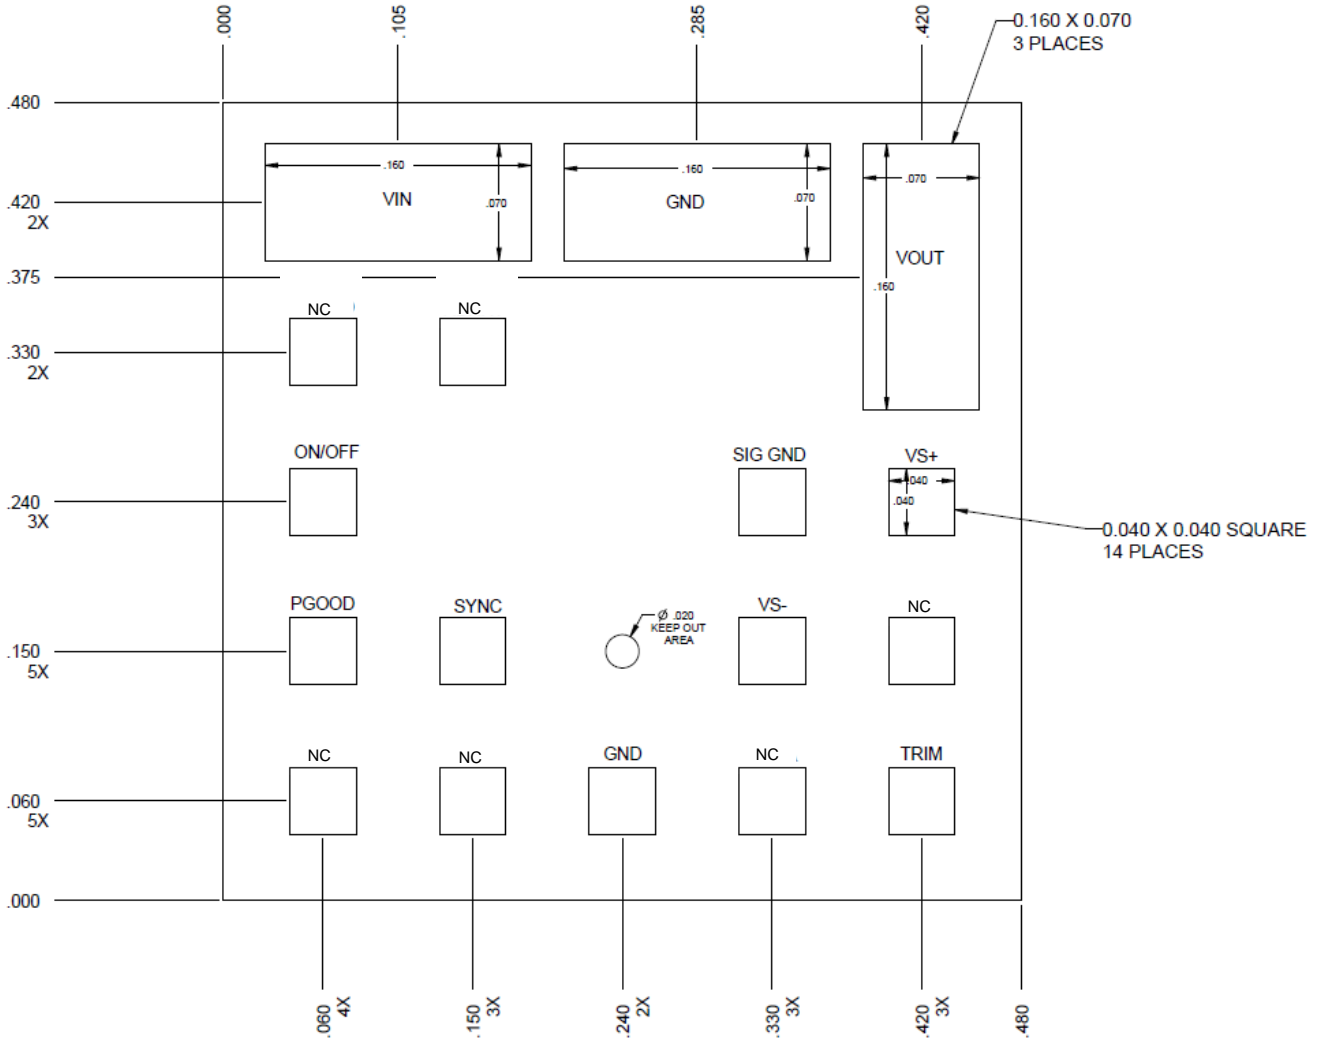 .000
.105
.285
.420
0.160 X 0.070
3 PLACES
.480
.160
.160
.070
VIN
.070
GND
.070
.420
2X
VOUT
.375
.160
NC
NC
.330
2X
ON/OFF
SIG GND
VS+
.040
.040
.240
3X
0.040 X 0.040 SQUARE
14 PLACES
PGOOD
SYNC
Ø .020
KEEP OUT
AREA
VS-
NC
.150
5X
NC
NC
GND
NC
TRIM
.060
5X
.000
.060 4X
.150 3X
.240 2X
.330 3X
.420 3X
.480